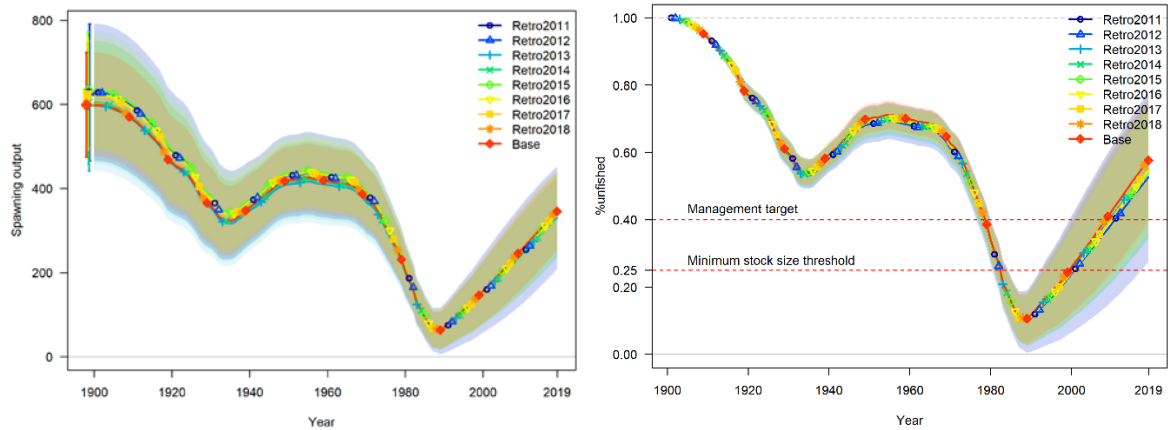 800
600
400
200
0
Spawning output
1900
1920
1940
1960
1980
2000
2019
Year
Retro2011
Retro2012
Retro2013
Retro2014
Retro2015
Retro2016
Retro2017
Retro2018
Base
1.00
0.80
0.60
0.40
0.25
0.00
%unfished
Management target
Minimum stock size threshold
1900
1920
1940
1960
1980
2000
2019
Year
Retro2011
Retro2012
Retro2013
Retro2014
Retro2015
Retro2016
Retro2017
Retro2018
Base